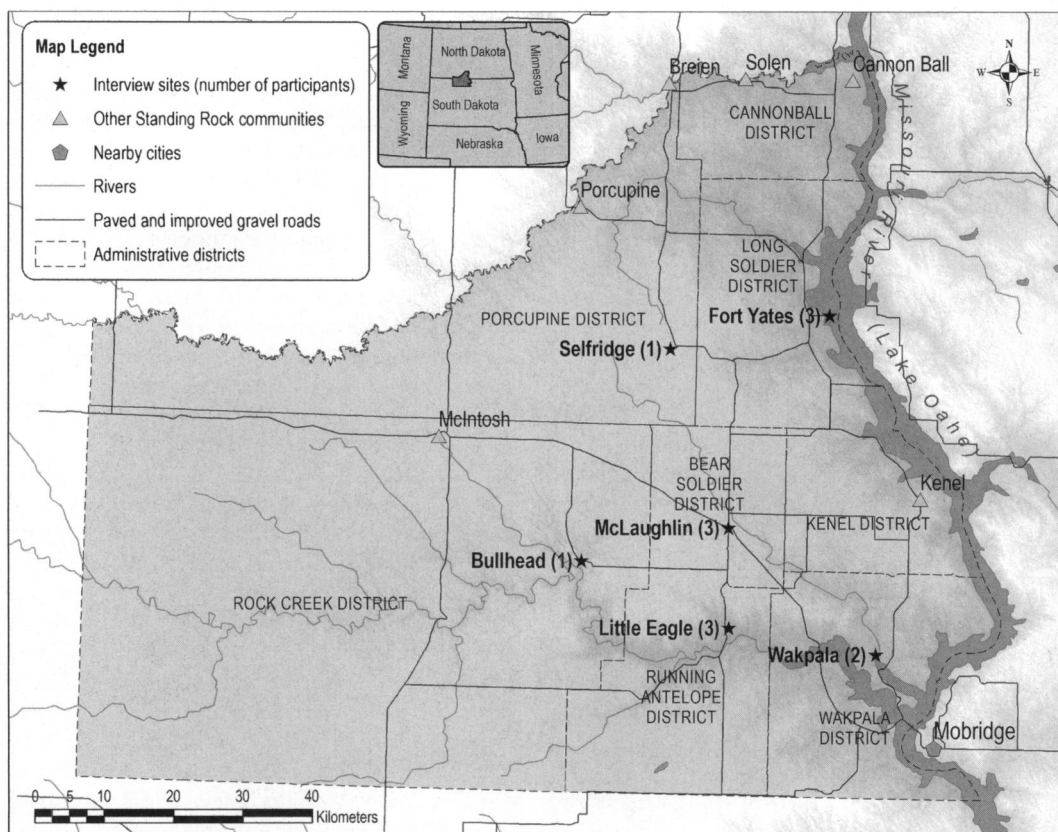 Map Legend
Interview sites (number of participants)
Other Standing Rock communities
Nearby cities
Rivers
Paved and improved gravel roads
Administrative districts
Montana
North Dakota
Minnesota
South Dakota
Wyoming
Nebraska
Iowa
Breien
Solen
Cannon Ball
N
W
E
S
CANNONBALL
DISTRICT
Missouri River
(Lake Oahe)
Porcupine
LONG
SOLDIER
DISTRICT
PORCUPINE DISTRICT
Fort Yates (3)
Selfridge (1)
McIntosh
BEAR
SOLDIER
DISTRICT
Kenel
McLaughlin (3)
KENEL DISTRICT
Bullhead (1)
ROCK CREEK DISTRICT
Little Eagle (3)
Wakpala (2)
RUNNING
ANTELOPE
DISTRICT
WAKPALA
DISTRICT
Mobridge
0 5 10 20 30 40
Kilometers